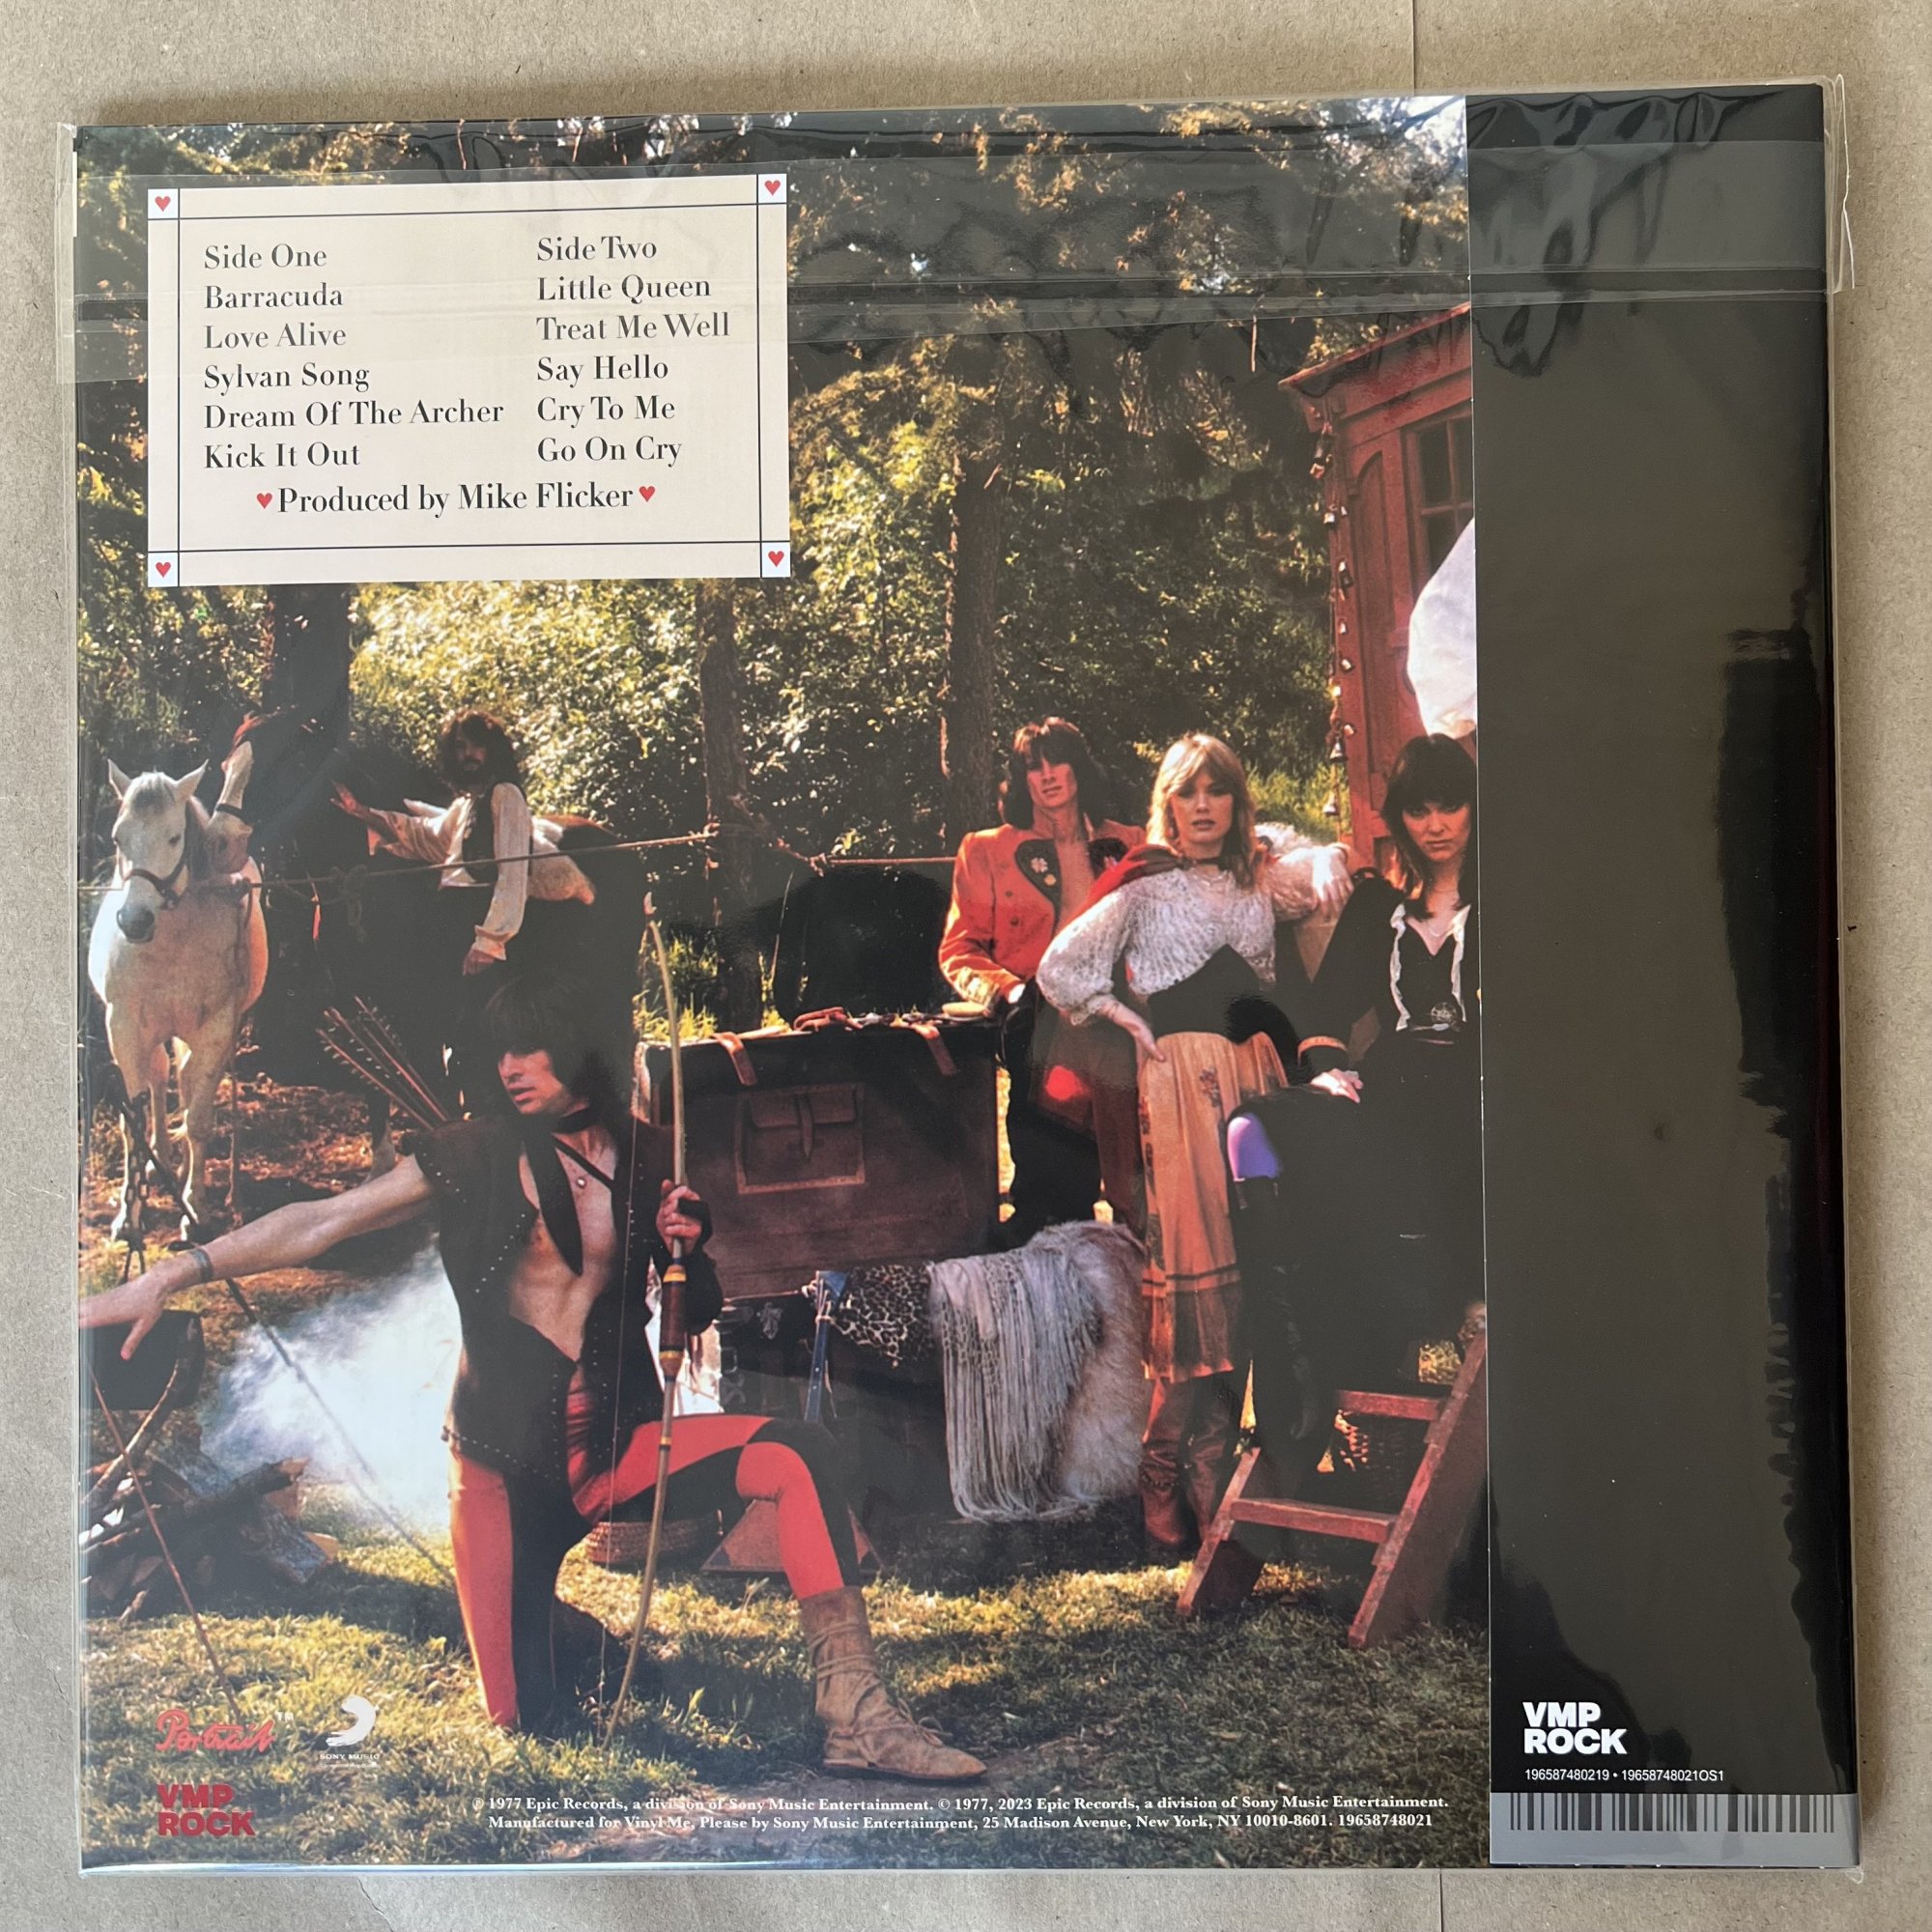 Side One
Barracuda
Love Alive
Sylvan Song
Dream Of The Archer
Kick It Out
Side Two
Little Queen
Treat Me Well
Say Hello
Cry To Me
Go On Cry
♥ Produced by Mike Flicker ♥
Portrait™
SONY MUSIC
VMP
ROCK
℗ 1977 Epic Records, a division of Sony Music Entertainment. © 1977, 2023 Epic Records, a division of Sony Music Entertainment.
Manufactured for Vinyl Me, Please by Sony Music Entertainment, 25 Madison Avenue, New York, NY 10010-8601. 19658748021
VMP
ROCK
196587480219 • 19658748021OS1